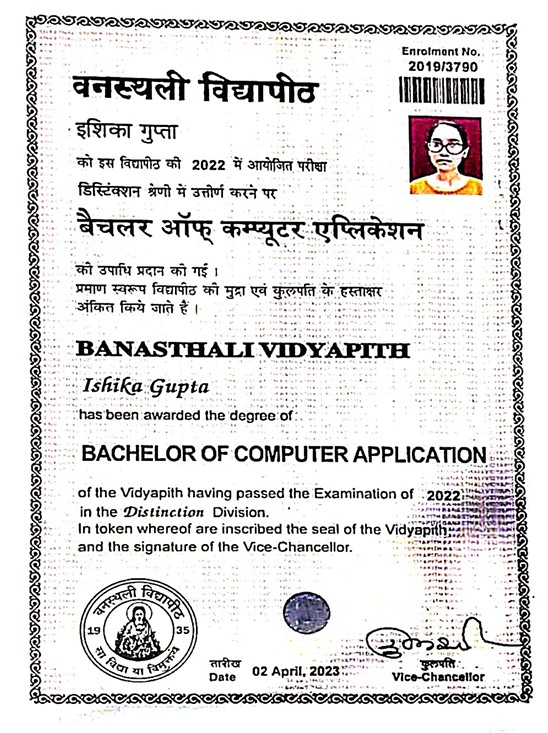 Enrolment No.
2019/3790
वनस्थली विद्यापीठ
इशिका गुप्ता
को इस विद्यापीठ की 2022 में आयोजित परीक्षा
डिस्टिंक्शन श्रेणी में उत्तीर्ण करने पर
बैचलर ऑफ् कम्प्यूटर एप्लिकेशन
की उपाधि प्रदान की गई ।
प्रमाण स्वरूप विद्यापीठ की मुद्रा एवं कुलपति के हस्ताक्षर
अंकित किये जाते हैं ।
BANASTHALI VIDYAPITH
Ishika Gupta
has been awarded the degree of
BACHELOR OF COMPUTER APPLICATION
of the Vidyapith having passed the Examination of 2022
in the Distinction Division.
In token whereof are inscribed the seal of the Vidyapith
and the signature of the Vice-Chancellor.
वनस्थली विद्यापीठ
19 35
सा विद्या या विमुक्तये
तारीख
Date 02 April, 2023
कुलपति
Vice-Chancellor